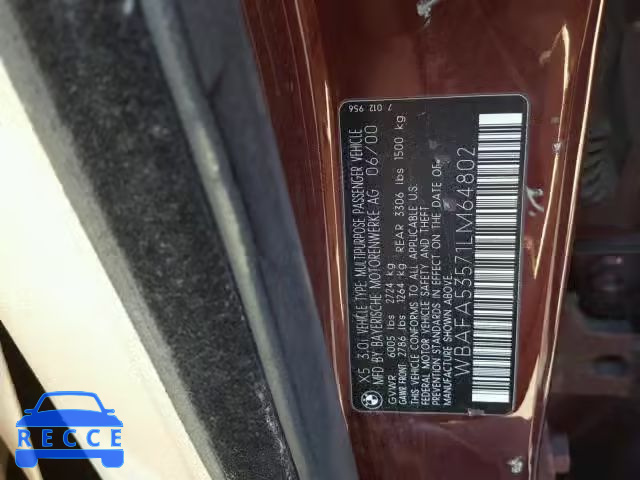 7 012 956
X5 3.0i VEHICLE TYPE MULTIPURPOSE PASSENGER VEHICLE
MFD BY BAYERISCHE MOTORENWERKE AG 06/00
GVWR 6005 lbs 2724 kg
GAWR FRONT 2786 lbs 1264 kg REAR 3306 lbs 1500 kg
THIS VEHICLE CONFORMS TO ALL APPLICABLE U.S.
FEDERAL MOTOR VEHICLE SAFETY AND THEFT
PREVENTION STANDARDS IN EFFECT ON THE DATE OF
MANUFACTURE SHOWN ABOVE.
WBAFA53571LM64802
RECCE